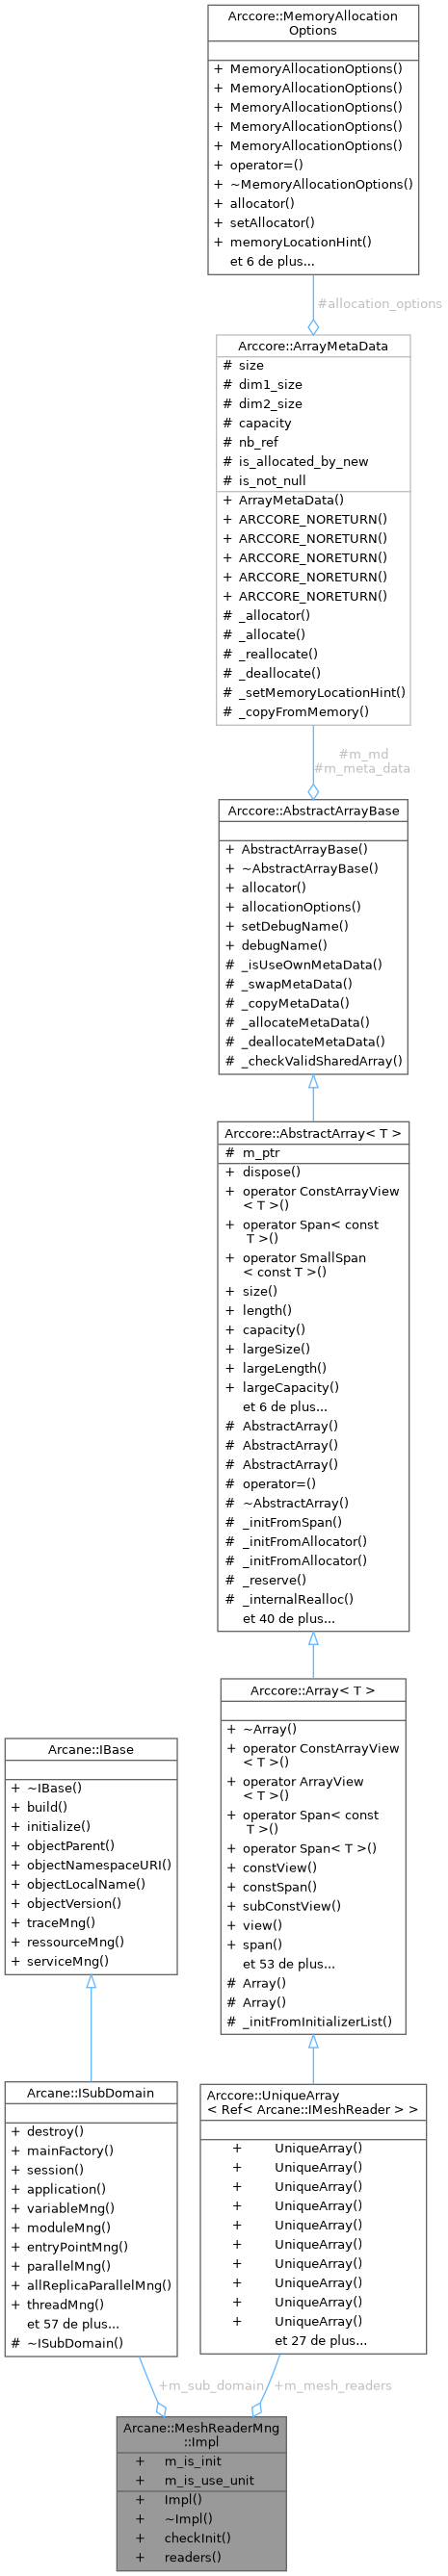 Arccore::MemoryAllocation
Options
+ MemoryAllocationOptions()
+ MemoryAllocationOptions()
+ MemoryAllocationOptions()
+ MemoryAllocationOptions()
+ MemoryAllocationOptions()
+ operator=()
+ ~MemoryAllocationOptions()
+ allocator()
+ setAllocator()
+ memoryLocationHint()
et 6 de plus...
#allocation_options
Arccore::ArrayMetaData
# size
# dim1_size
# dim2_size
# capacity
# nb_ref
# is_allocated_by_new
# is_not_null
+ ArrayMetaData()
+ ARCCORE_NORETURN()
+ ARCCORE_NORETURN()
+ ARCCORE_NORETURN()
+ ARCCORE_NORETURN()
+ ARCCORE_NORETURN()
# _allocator()
# _allocate()
# _reallocate()
# _deallocate()
# _setMemoryLocationHint()
# _copyFromMemory()
#m_md
#m_meta_data
Arccore::AbstractArrayBase
+ AbstractArrayBase()
+ ~AbstractArrayBase()
+ allocator()
+ allocationOptions()
+ setDebugName()
+ debugName()
# _isUseOwnMetaData()
# _swapMetaData()
# _copyMetaData()
# _allocateMetaData()
# _deallocateMetaData()
# _checkValidSharedArray()
Arccore::AbstractArray< T >
# m_ptr
+ dispose()
+ operator ConstArrayView
< T >()
+ operator Span< const
T >()
+ operator SmallSpan
< const T >()
+ size()
+ length()
+ capacity()
+ largeSize()
+ largeLength()
+ largeCapacity()
et 6 de plus...
# AbstractArray()
# AbstractArray()
# AbstractArray()
# operator=()
# ~AbstractArray()
# _initFromSpan()
# _initFromAllocator()
# _initFromAllocator()
# _reserve()
# _internalRealloc()
et 40 de plus...
Arccore::Array< T >
+ ~Array()
+ operator ConstArrayView
< T >()
+ operator ArrayView
< T >()
+ operator Span< const
T >()
+ operator Span< T >()
+ constView()
+ constSpan()
+ subConstView()
+ view()
+ span()
et 53 de plus...
# Array()
# Array()
# _initFromInitializerList()
Arcane::IBase
+ ~IBase()
+ build()
+ initialize()
+ objectParent()
+ objectNamespaceURI()
+ objectLocalName()
+ objectVersion()
+ traceMng()
+ ressourceMng()
+ serviceMng()
Arcane::ISubDomain
+ destroy()
+ mainFactory()
+ session()
+ application()
+ variableMng()
+ moduleMng()
+ entryPointMng()
+ parallelMng()
+ allReplicaParallelMng()
+ threadMng()
et 57 de plus...
# ~ISubDomain()
Arccore::UniqueArray
< Ref< Arcane::IMeshReader > >
+ UniqueArray()
+ UniqueArray()
+ UniqueArray()
+ UniqueArray()
+ UniqueArray()
+ UniqueArray()
+ UniqueArray()
+ UniqueArray()
+ UniqueArray()
+ UniqueArray()
et 27 de plus...
+m_sub_domain
+m_mesh_readers
Arcane::MeshReaderMng
::Impl
+ m_is_init
+ m_is_use_unit
+ Impl()
+ ~Impl()
+ checkInit()
+ readers()